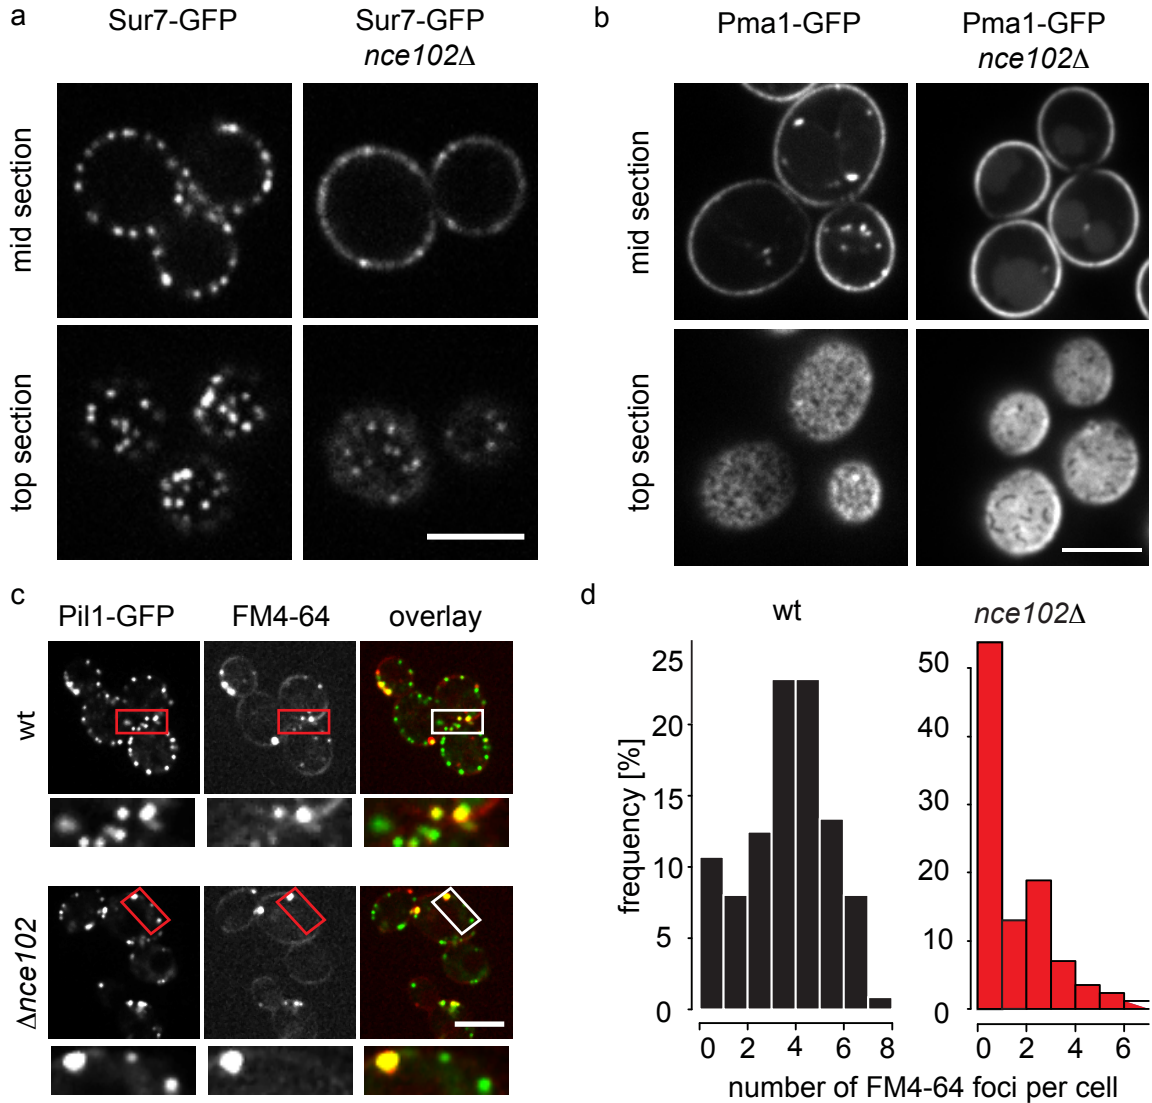 a
Sur7-GFP
Sur7-GFP
nce102Δ
mid section
top section
b
Pma1-GFP
Pma1-GFP
nce102Δ
mid section
top section
c
Pil1-GFP
FM4-64
overlay
wt
Δnce102
d
wt
nce102Δ
frequency [%]
25
20
15
10
5
0
0 2 4 6 8
50
40
30
20
10
0
0 2 4 6
number of FM4-64 foci per cell